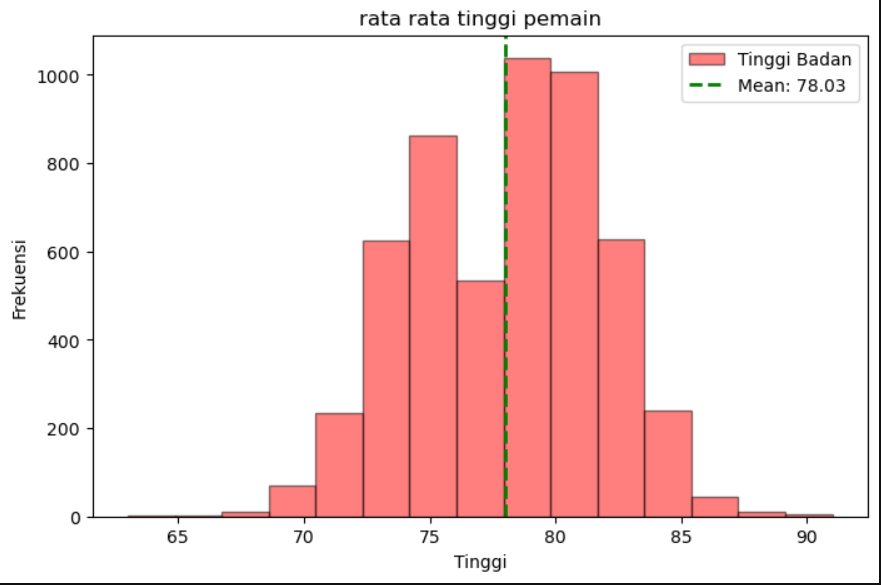 rata rata tinggi pemain
Tinggi Badan
Mean: 78.03
Frekuensi
1000
800
600
400
200
0
65
70
75
80
85
90
Tinggi